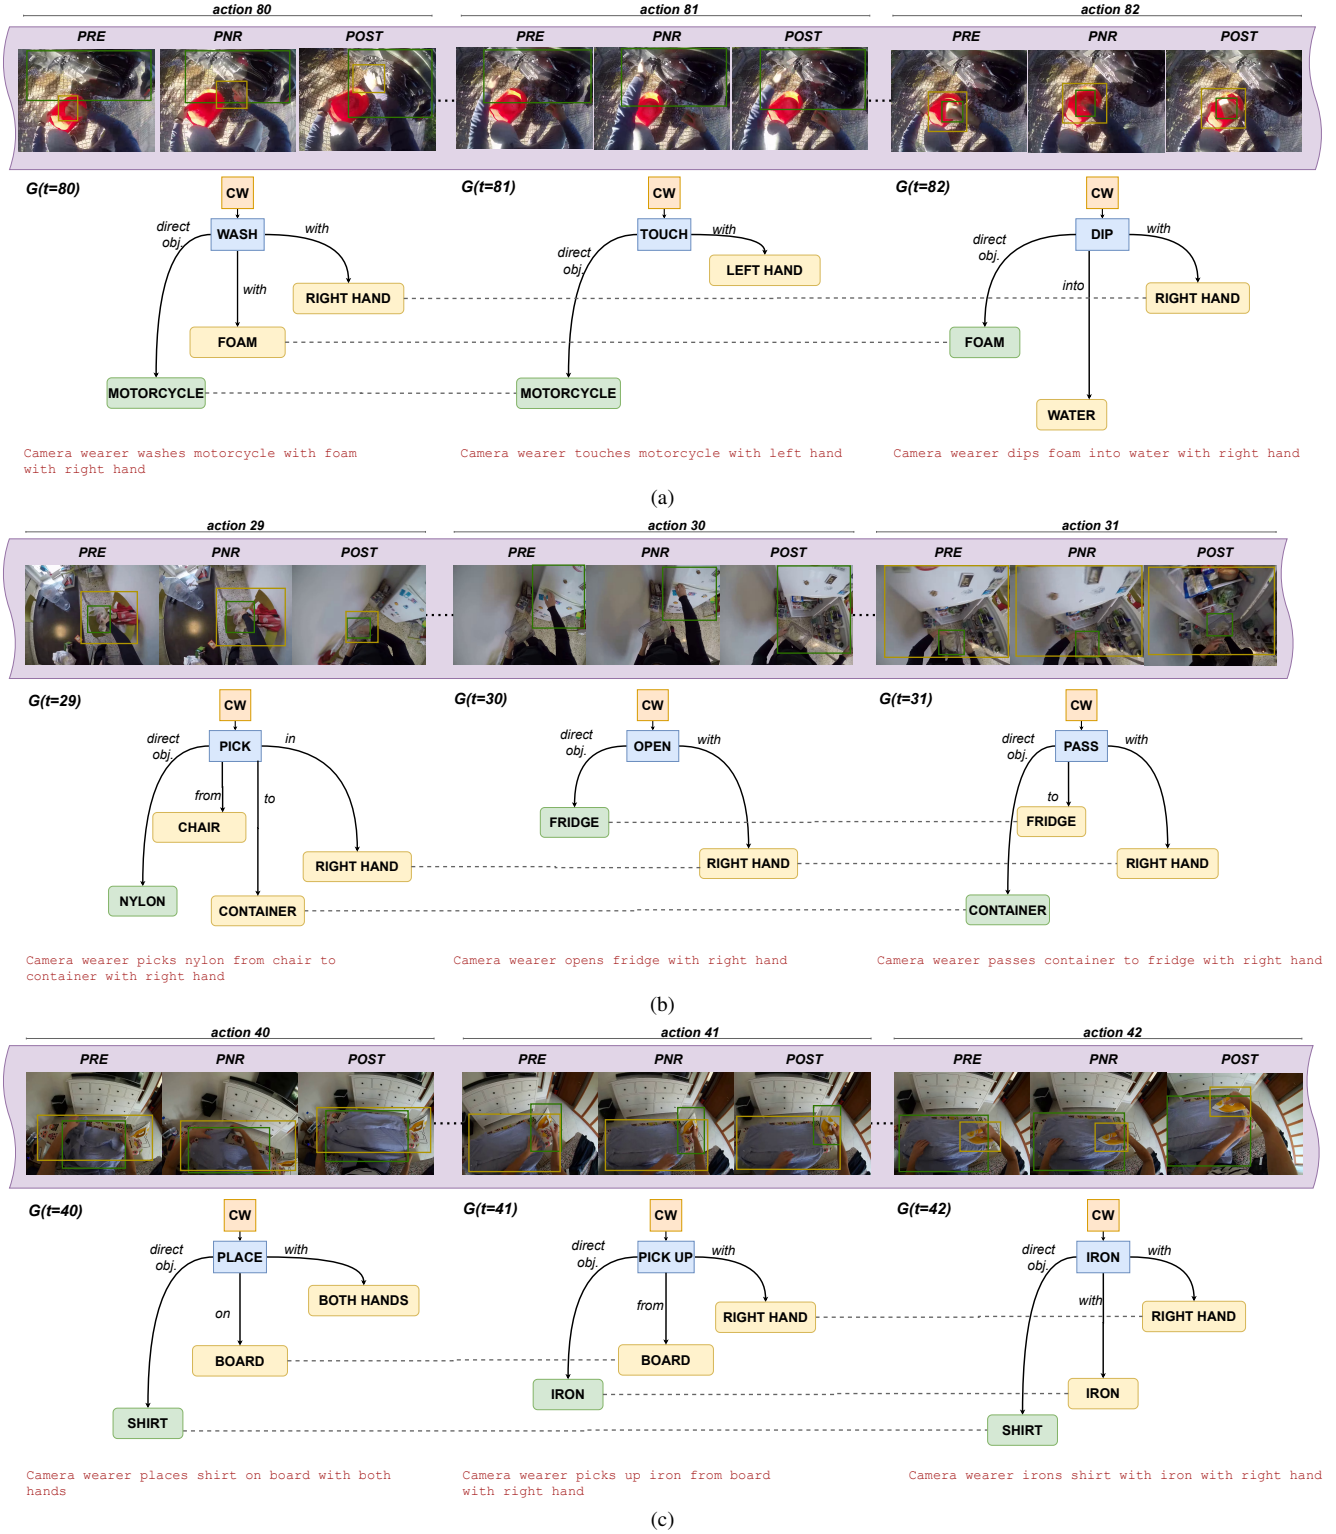 action 80
action 81
action 82
PRE PNR POST
PRE PNR POST
PRE PNR POST
G(t=80)
CW
WASH
direct obj.
with
with
RIGHT HAND
FOAM
MOTORCYCLE
G(t=81)
CW
TOUCH
direct obj.
with
LEFT HAND
MOTORCYCLE
G(t=82)
CW
DIP
direct obj.
with
into
RIGHT HAND
FOAM
WATER
Camera wearer washes motorcycle with foam
with right hand
Camera wearer touches motorcycle with left hand
Camera wearer dips foam into water with right hand
(a)
action 29
action 30
action 31
PRE PNR POST
PRE PNR POST
PRE PNR POST
G(t=29)
CW
PICK
direct obj.
in
from
to
CHAIR
RIGHT HAND
NYLON
CONTAINER
G(t=30)
CW
OPEN
direct obj.
with
FRIDGE
RIGHT HAND
G(t=31)
CW
PASS
direct obj.
with
to
FRIDGE
RIGHT HAND
CONTAINER
Camera wearer picks nylon from chair to
container with right hand
Camera wearer opens fridge with right hand
Camera wearer passes container to fridge with right hand
(b)
action 40
action 41
action 42
PRE PNR POST
PRE PNR POST
PRE PNR POST
G(t=40)
CW
PLACE
direct obj.
with
on
BOTH HANDS
BOARD
SHIRT
G(t=41)
CW
PICK UP
direct obj.
with
from
RIGHT HAND
BOARD
IRON
G(t=42)
CW
IRON
direct obj.
with
with
RIGHT HAND
IRON
SHIRT
Camera wearer places shirt on board with both
hands
Camera wearer picks up iron from board
with right hand
Camera wearer irons shirt with iron with right hand
(c)